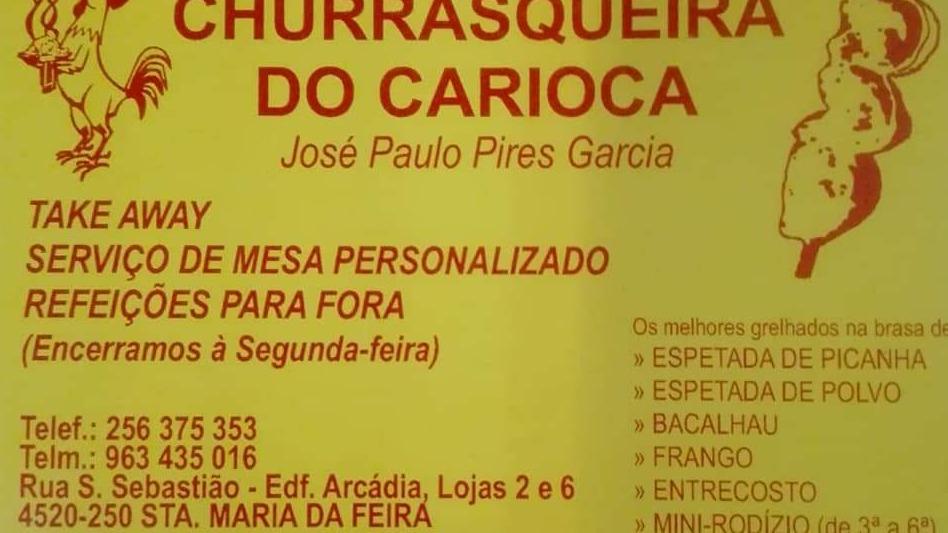 CHURRASQUEIRA
DO CARIOCA
José Paulo Pires Garcia
TAKE AWAY
SERVIÇO DE MESA PERSONALIZADO
REFEIÇÕES PARA FORA
(Encerramos à Segunda-feira)
Telef.: 256 375 353
Telm.: 963 435 016
Rua S. Sebastião - Edf. Arcádia, Lojas 2 e 6
4520-250 STA. MARIA DA FEIRA
Os melhores grelhados na brasa de
» ESPETADA DE PICANHA
» ESPETADA DE POLVO
» BACALHAU
» FRANGO
» ENTRECOSTO
» MINI-RODÍZIO (de 3ª a 6ª)